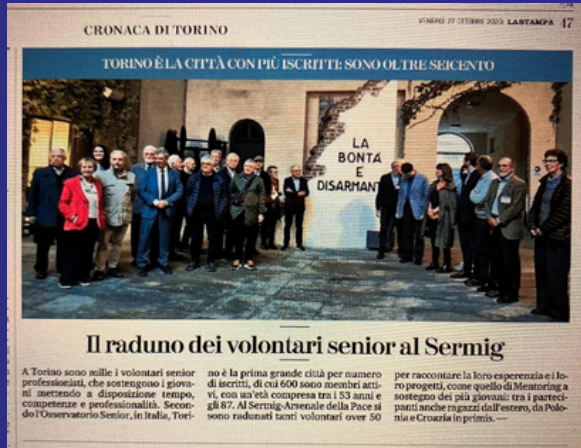 CRONACA DI TORINO
VENERDÌ 27 OTTOBRE 2023 LASTAMPA 47
TORINO È LA CITTÀ CON PIÙ ISCRITTI: SONO OLTRE SEICENTO
LA
BONTÀ
E
DISARMANT
Il raduno dei volontari senior al Sermig
A Torino sono mille i volontari senior
professionisti, che sostengono i giova-
ni mettendo a disposizione tempo,
competenze e professionalità. Secon-
do l'Osservatorio Senior, in Italia, Tori-
no è la prima grande città per numero
di iscritti, di cui 600 sono membri atti-
vi, con un'età compresa tra i 53 anni e
gli 87. Al Sermig-Arsenale della Pace si
sono radunati tanti volontari over 50
per raccontare la loro esperenzia e i lo-
ro progetti, come quello di Mentoring a
sostegno dei più giovani: tra i parteci-
panti anche ragazzi dall'estero, da Polo-
nia e Croazia in primis.